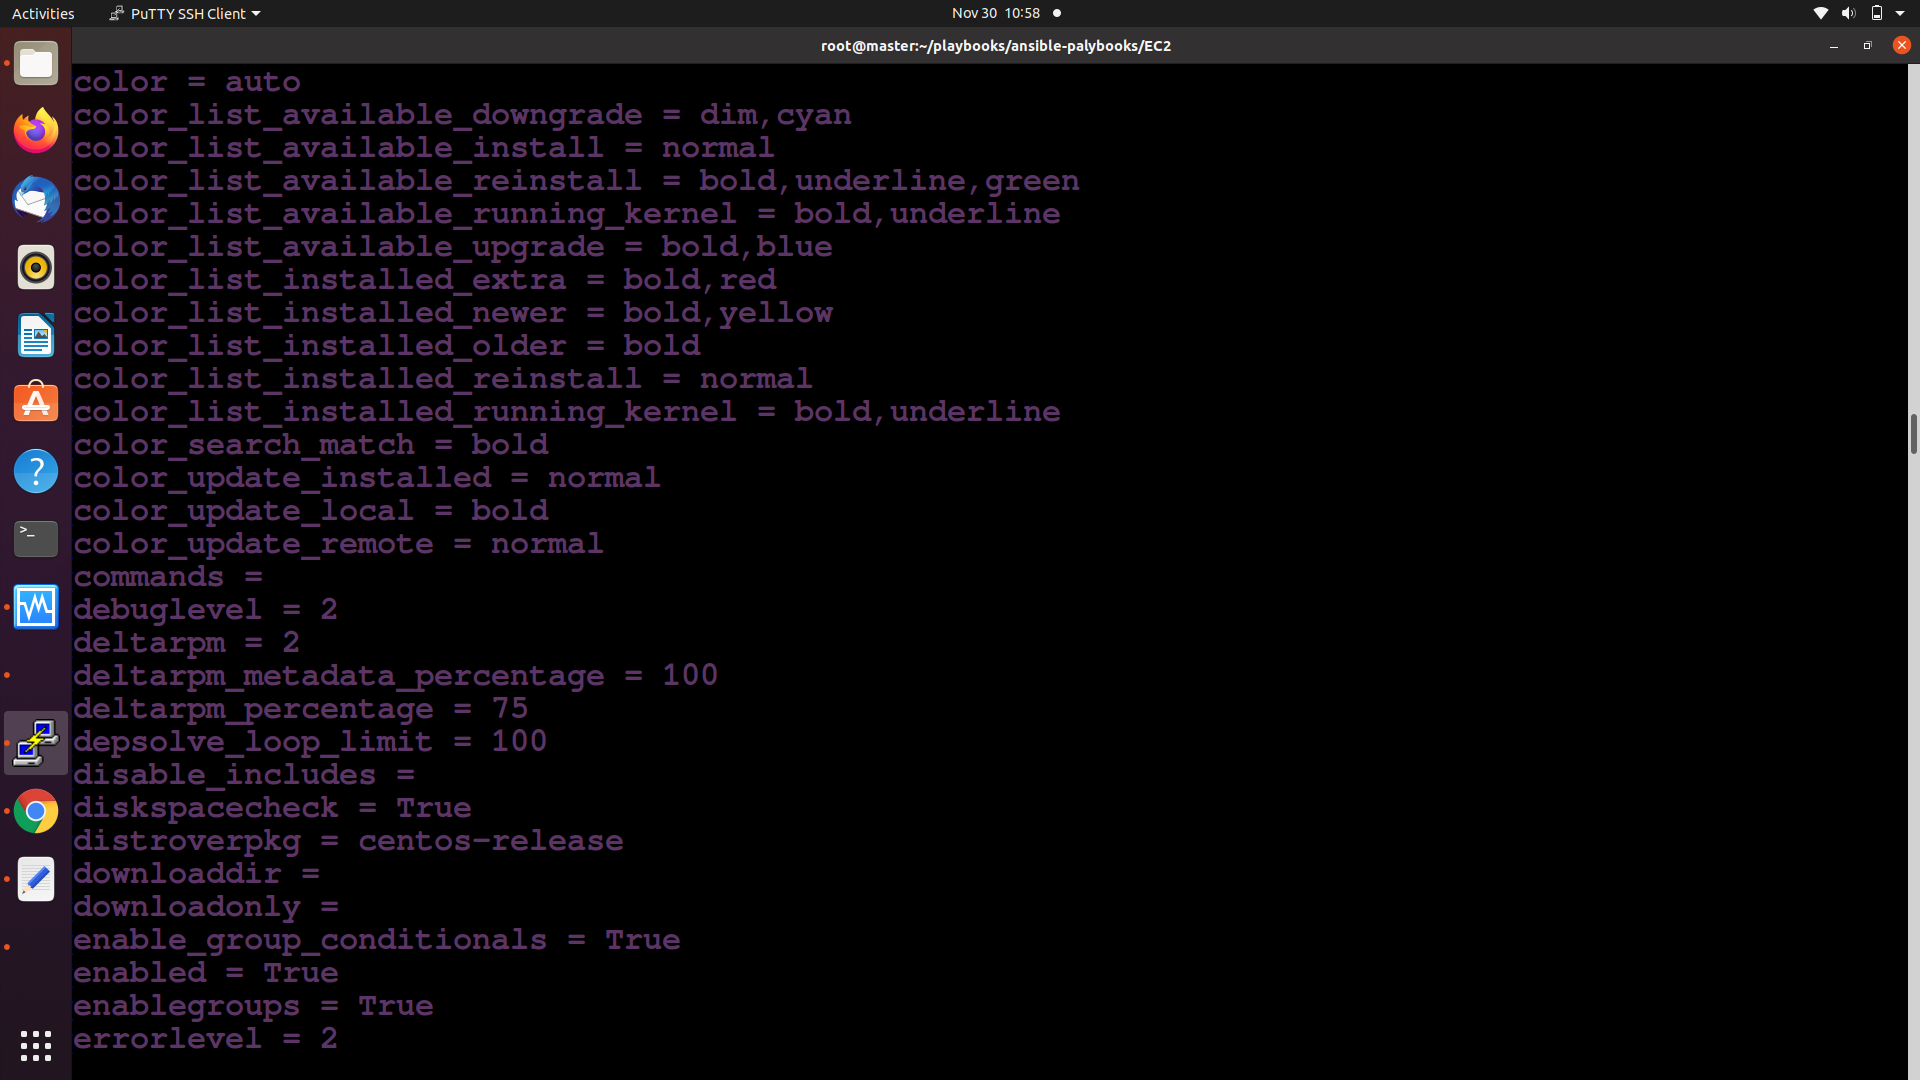 Activities
PuTTY SSH Client
Nov 30 10:58
root@master:~/playbooks/ansible-palybooks/EC2
color = auto
color_list_available_downgrade = dim,cyan
color_list_available_install = normal
color_list_available_reinstall = bold,underline,green
color_list_available_running_kernel = bold,underline
color_list_available_upgrade = bold,blue
color_list_installed_extra = bold,red
color_list_installed_newer = bold,yellow
color_list_installed_older = bold
color_list_installed_reinstall = normal
color_list_installed_running_kernel = bold,underline
color_search_match = bold
color_update_installed = normal
color_update_local = bold
color_update_remote = normal
commands =
debuglevel = 2
deltarpm = 2
deltarpm_metadata_percentage = 100
deltarpm_percentage = 75
depsolve_loop_limit = 100
disable_includes =
diskspacecheck = True
distroverpkg = centos-release
downloaddir =
downloadonly =
enable_group_conditionals = True
enabled = True
enablegroups = True
errorlevel = 2